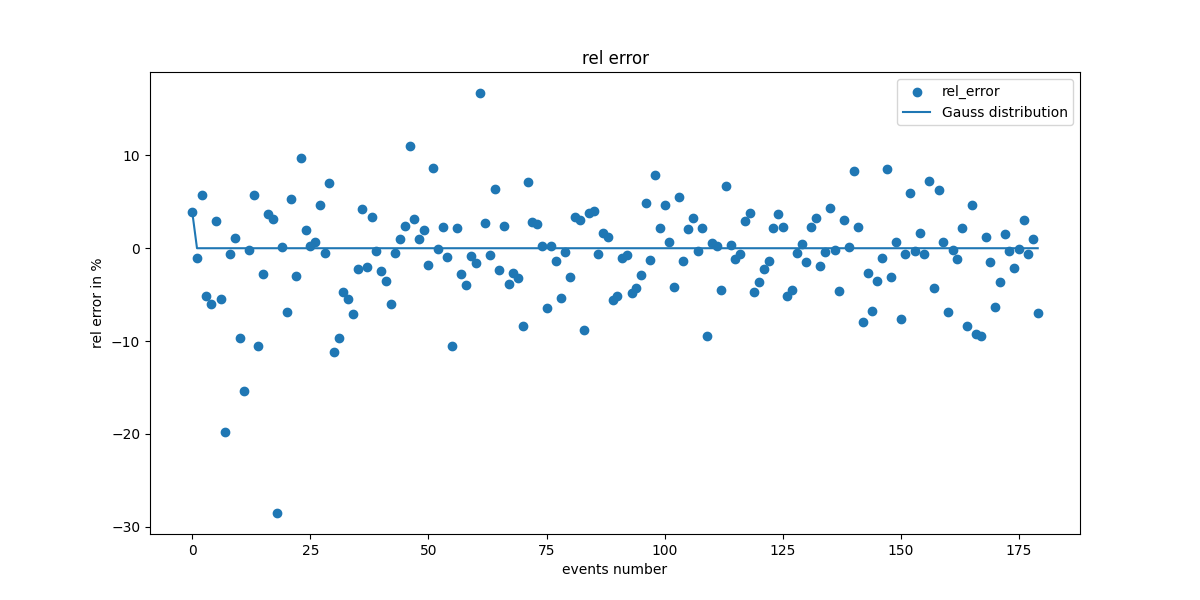 rel error
rel_error
Gauss distribution
10
0
−10
−20
−30
rel error in %
0
25
50
75
100
125
150
175
events number